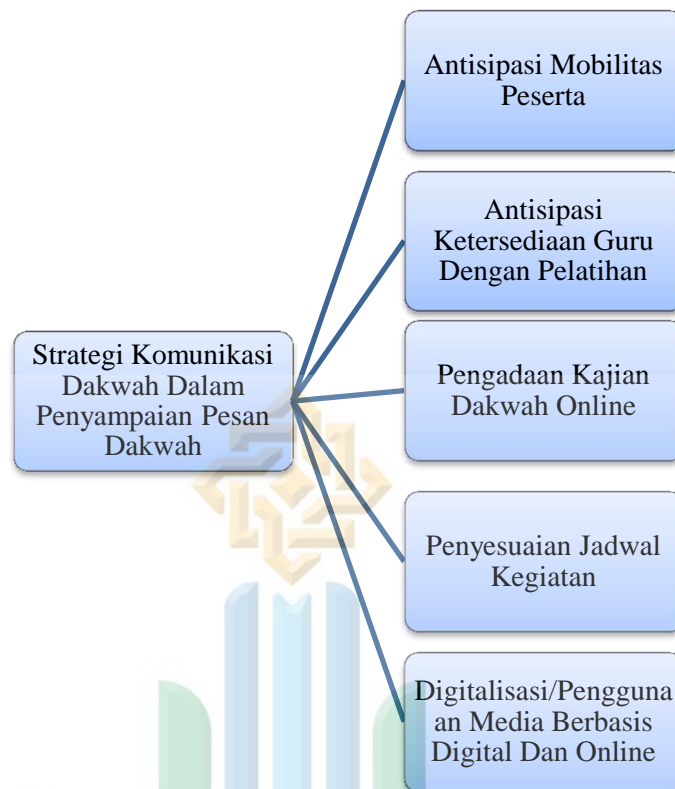 Antisipasi Mobilitas
Peserta
Antisipasi
Ketersediaan Guru
Dengan Pelatihan
Strategi Komunikasi
Dakwah Dalam
Penyampaian Pesan
Dakwah
Pengadaan Kajian
Dakwah Online
Penyesuaian Jadwal
Kegiatan
Digitalisasi/Pengguna
an Media Berbasis
Digital Dan Online